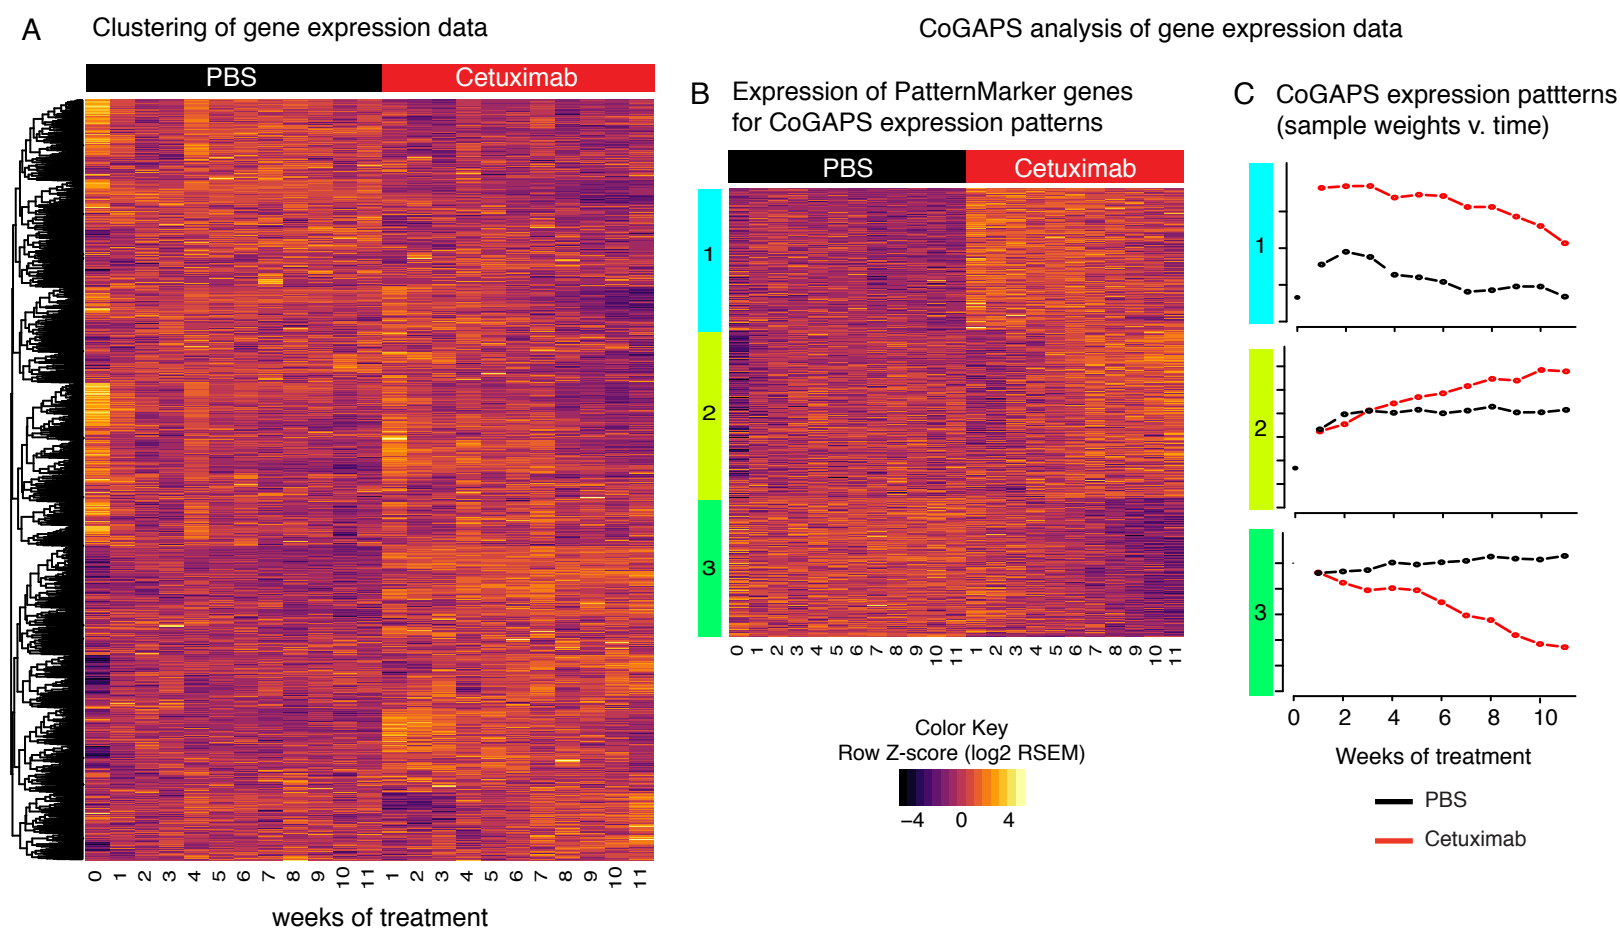 A Clustering of gene expression data
CoGAPS analysis of gene expression data
PBS Cetuximab
B Expression of PatternMarker genes
for CoGAPS expression patterns
C CoGAPS expression pattterns
(sample weights v. time)
PBS Cetuximab
1
2
3
1
2
3
0 1 2 3 4 5 6 7 8 9 10 11 1 2 3 4 5 6 7 8 9 10 11
weeks of treatment
0 1 2 3 4 5 6 7 8 9 10 11 1 2 3 4 5 6 7 8 9 10 11
Color Key
Row Z-score (log2 RSEM)
−4 0 4
0 2 4 6 8 10
Weeks of treatment
PBS
Cetuximab